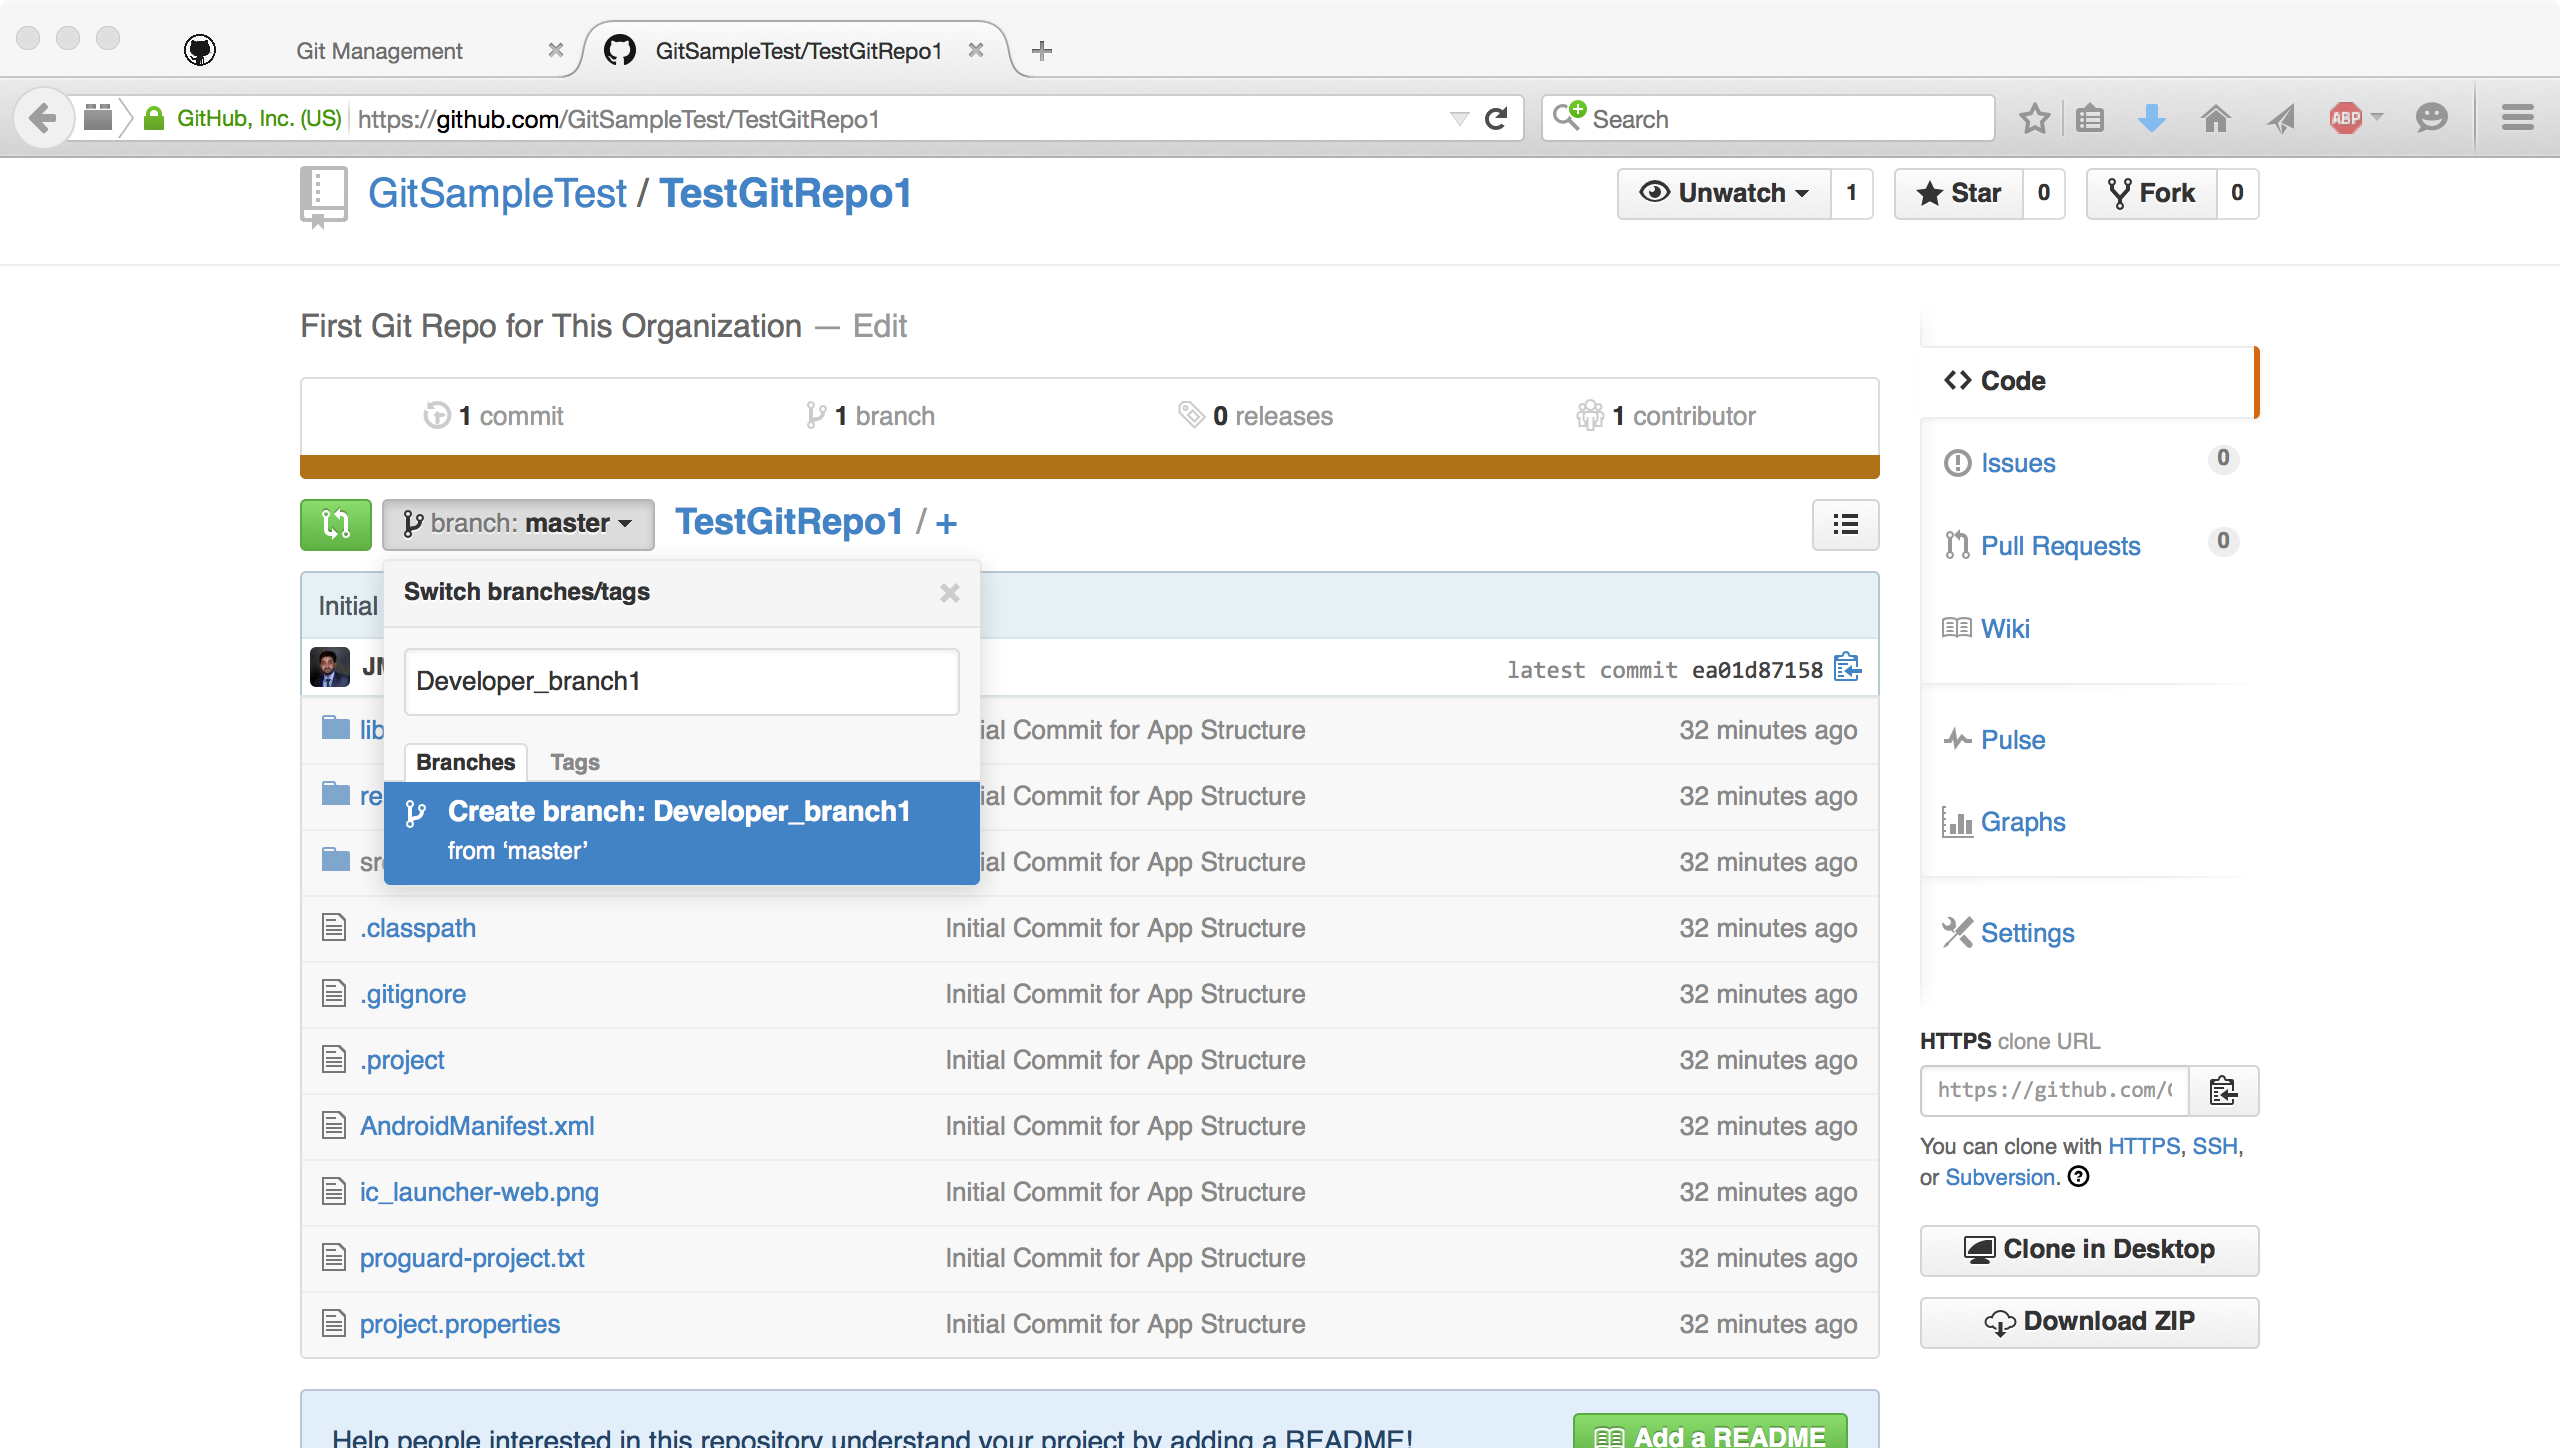 Git Management
GitSampleTest/TestGitRepo1
GitHub, Inc. (US)
https://github.com/GitSampleTest/TestGitRepo1
Search
ABP
GitSampleTest / TestGitRepo1
Unwatch 1
Star 0
Fork 0
First Git Repo for This Organization — Edit
1 commit
1 branch
0 releases
1 contributor
branch: master
TestGitRepo1 / +
Switch branches/tags
Initial
Developer_branch1
latest commit ea01d87158
Branches
Tags
Create branch: Developer_branch1
from ‘master’
lib
Commit for App Structure 32 minutes ago
Commit for App Structure 32 minutes ago
Commit for App Structure 32 minutes ago
.classpath Initial Commit for App Structure 32 minutes ago
.gitignore Initial Commit for App Structure 32 minutes ago
.project Initial Commit for App Structure 32 minutes ago
AndroidManifest.xml Initial Commit for App Structure 32 minutes ago
ic_launcher-web.png Initial Commit for App Structure 32 minutes ago
proguard-project.txt Initial Commit for App Structure 32 minutes ago
project.properties Initial Commit for App Structure 32 minutes ago
Help people interested in this repository understand your project by adding a README!
Add a README
Code
Issues 0
Pull Requests 0
Wiki
Pulse
Graphs
Settings
HTTPS clone URL
https://github.com/
You can clone with HTTPS, SSH,
or Subversion.
Clone in Desktop
Download ZIP